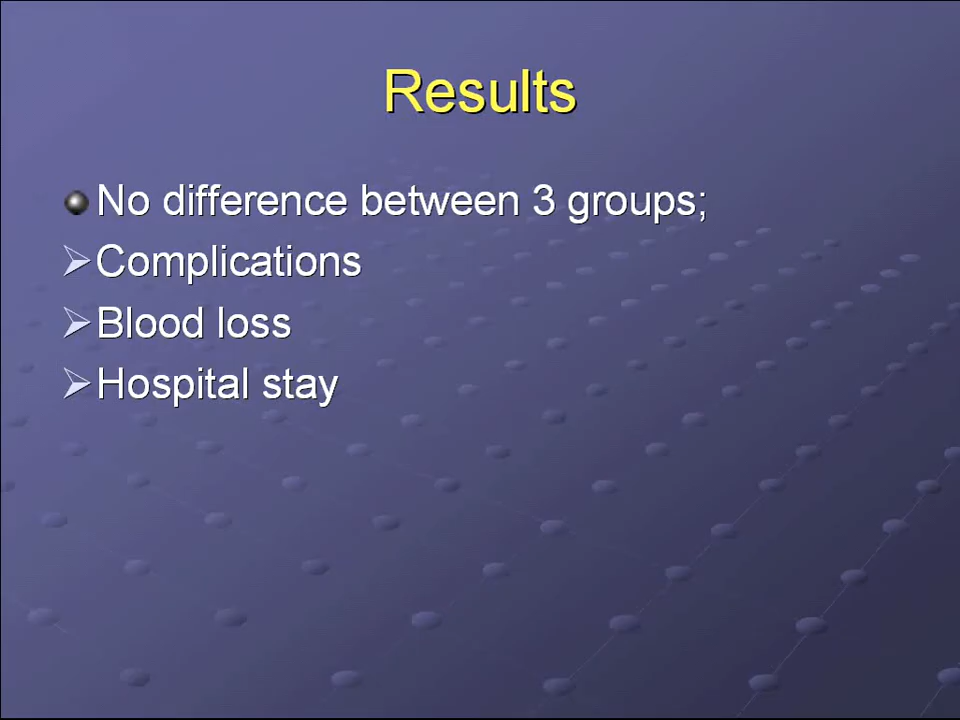 Results
No difference between 3 groups;
Complications
Blood loss
Hospital stay